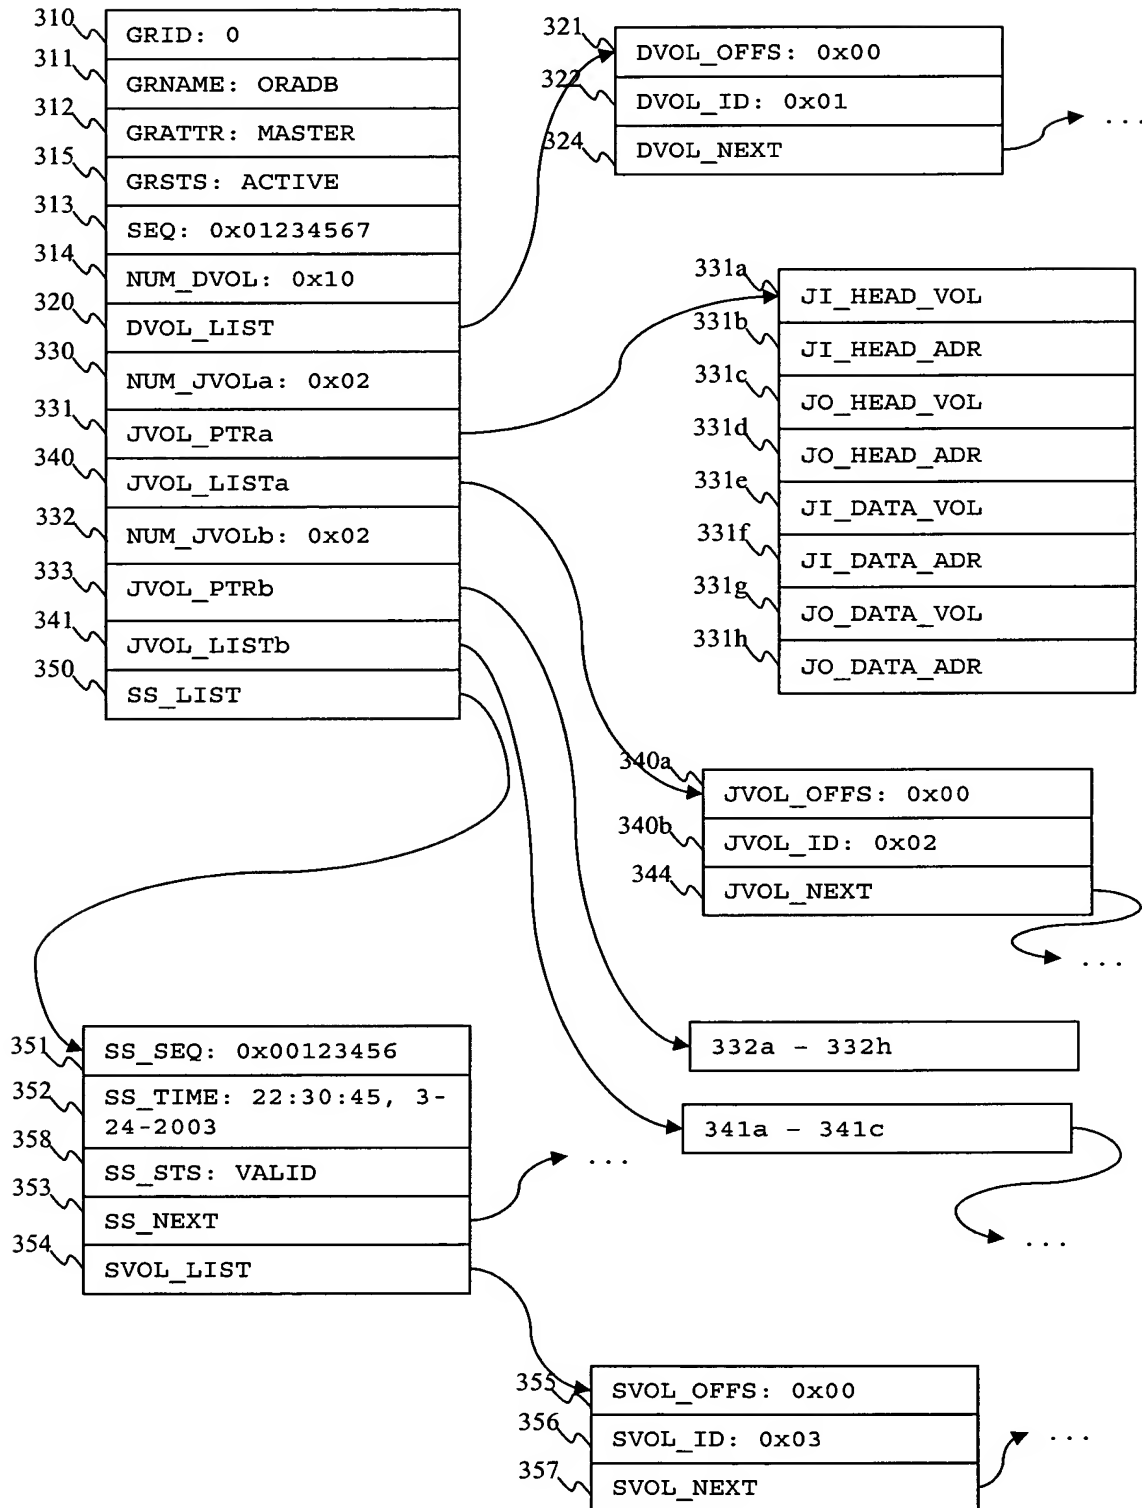 310
GRID: 0
311
GRNAME: ORADB
312
GRATTR: MASTER
315
GRSTS: ACTIVE
313
SEQ: 0x01234567
314
NUM_DVOL: 0x10
320
DVOL_LIST
330
NUM_JVOLa: 0x02
331
JVOL_PTRa
340
JVOL_LISTa
332
NUM_JVOLb: 0x02
333
JVOL_PTRb
341
JVOL_LISTb
350
SS_LIST
321
DVOL_OFFS: 0x00
322
DVOL_ID: 0x01
324
DVOL_NEXT
...
331a
JI_HEAD_VOL
331b
JI_HEAD_ADR
331c
JO_HEAD_VOL
331d
JO_HEAD_ADR
331e
JI_DATA_VOL
331f
JI_DATA_ADR
331g
JO_DATA_VOL
331h
JO_DATA_ADR
340a
JVOL_OFFS: 0x00
340b
JVOL_ID: 0x02
344
JVOL_NEXT
...
332a – 332h
341a – 341c
...
351
SS_SEQ: 0x00123456
352
SS_TIME: 22:30:45, 3-
24-2003
358
SS_STS: VALID
353
SS_NEXT
...
354
SVOL_LIST
355
SVOL_OFFS: 0x00
356
SVOL_ID: 0x03
357
SVOL_NEXT
...